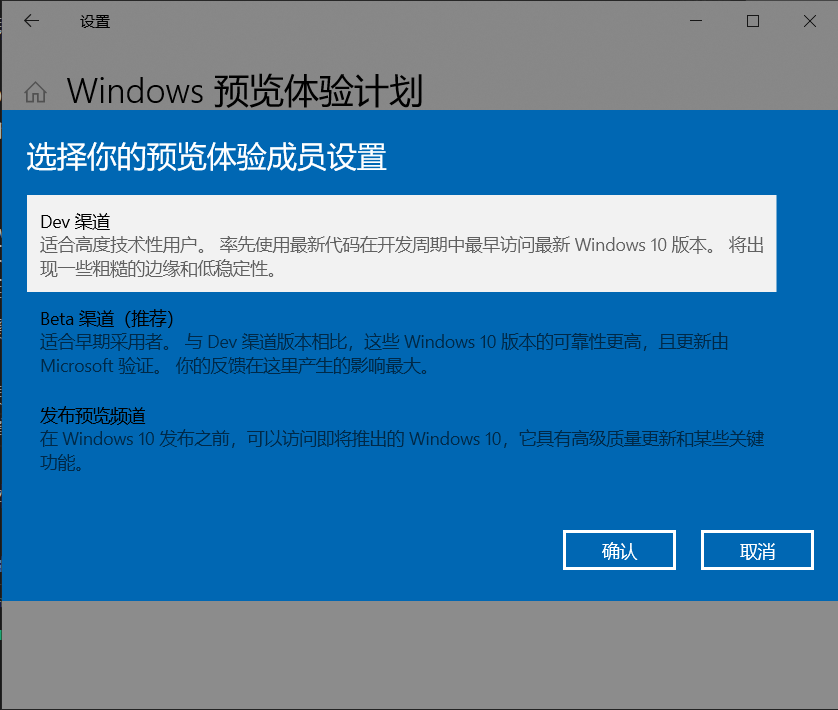 设置
Windows 预览体验计划
选择你的预览体验成员设置
Dev 渠道
适合高度技术性用户。 率先使用最新代码在开发周期中最早访问最新 Windows 10 版本。 将出
现一些粗糙的边缘和低稳定性。
Beta 渠道（推荐）
适合早期采用者。 与 Dev 渠道版本相比，这些 Windows 10 版本的可靠性更高，且更新由
Microsoft 验证。 你的反馈在这里产生的影响最大。
发布预览频道
在 Windows 10 发布之前，可以访问即将推出的 Windows 10，它具有高级质量更新和某些关键
功能。
确认
取消